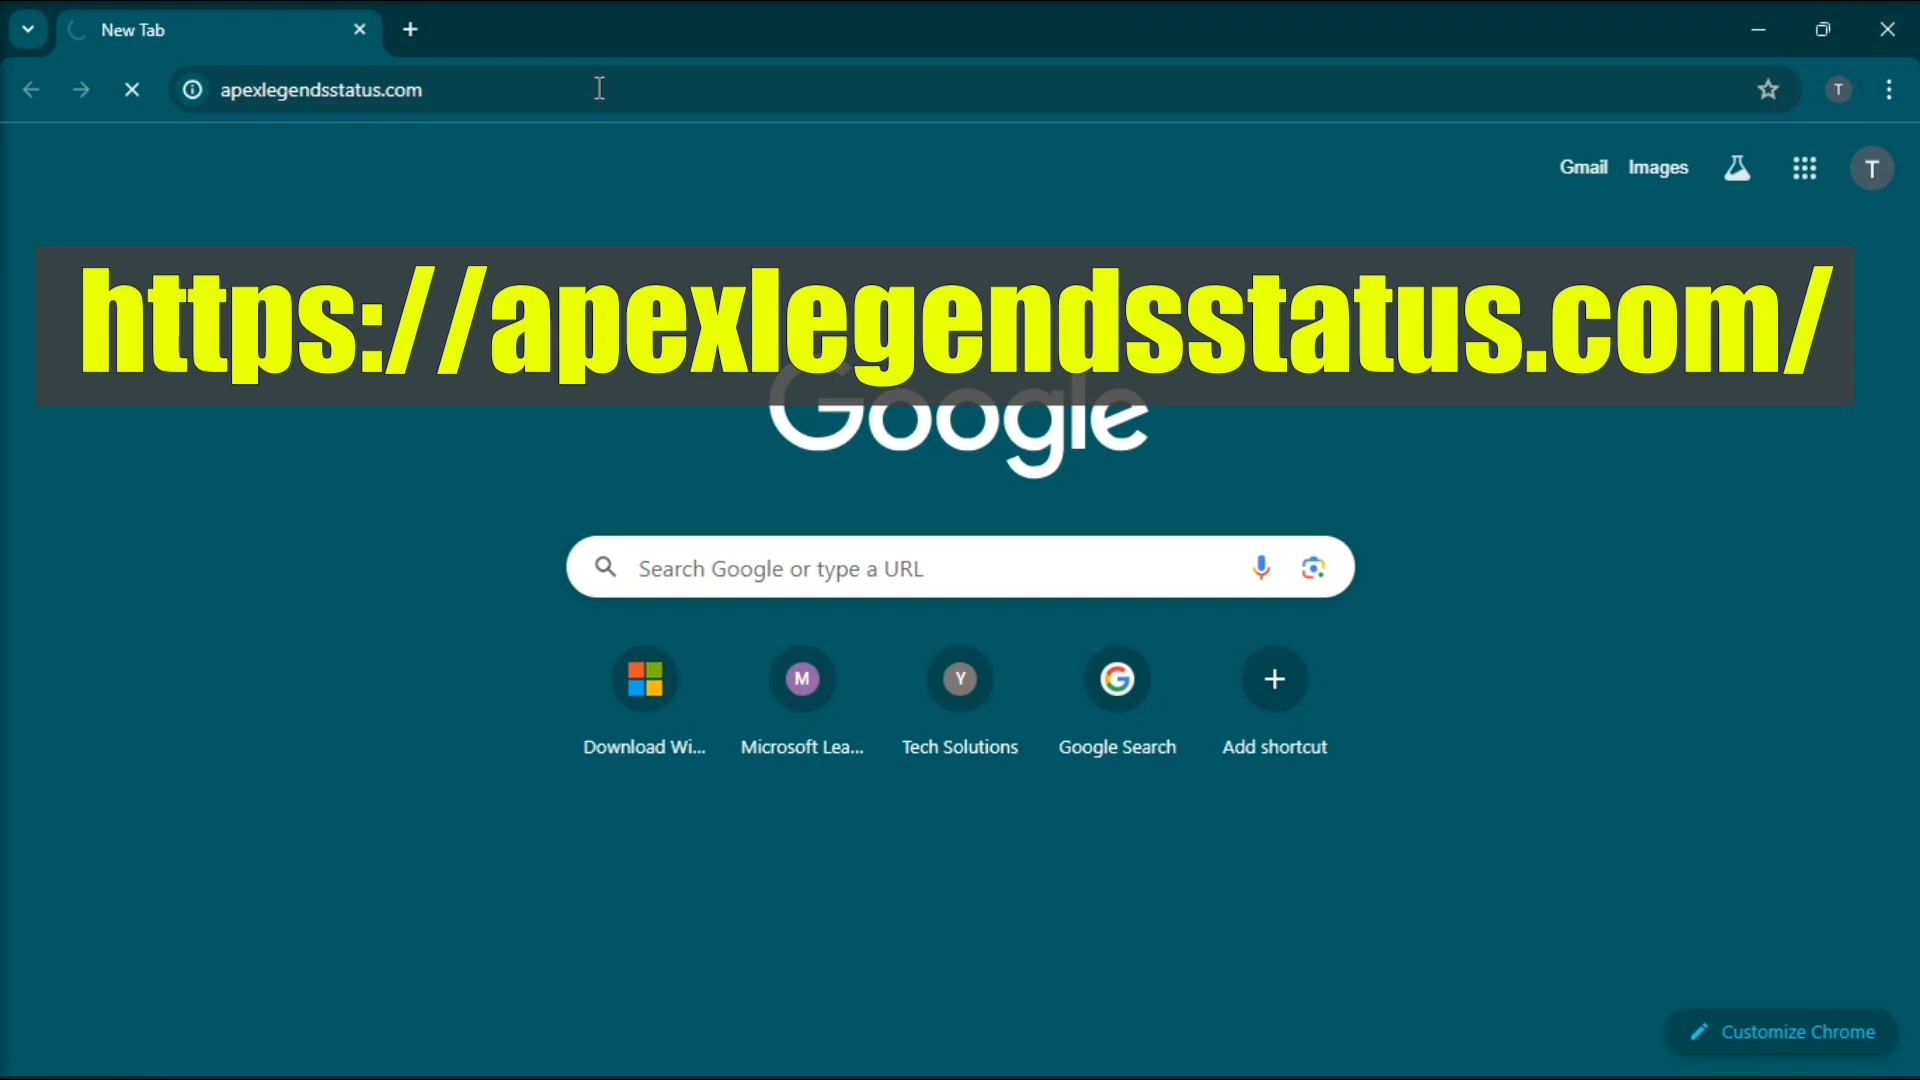 New Tab
apexlegendsstatus.com
T
Gmail Images
T
https://apexlegendsstatus.com/
Google
Search Google or type a URL
M Y G
Download Wi... Microsoft Lea... Tech Solutions Google Search Add shortcut
Customize Chrome